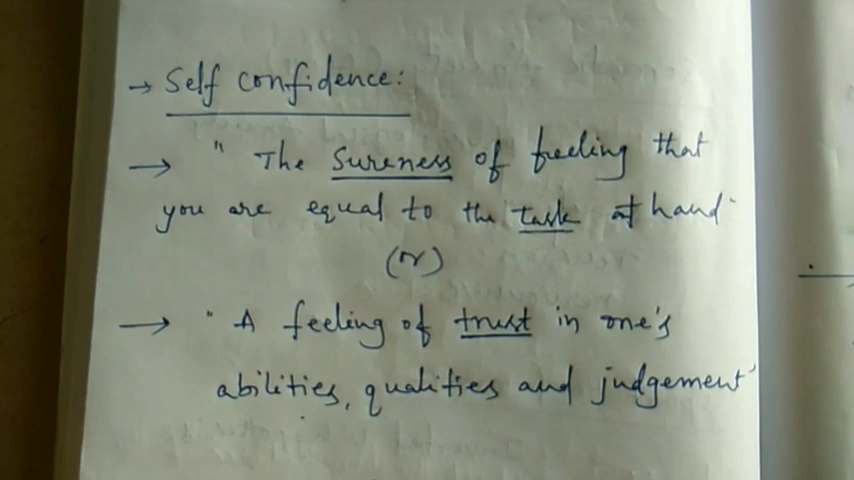 → Self confidence:
→ " The Sureness of feeling that
you are equal to the task at hand
(or)
→ " A feeling of trust in one's
abilities, qualities and judgement"